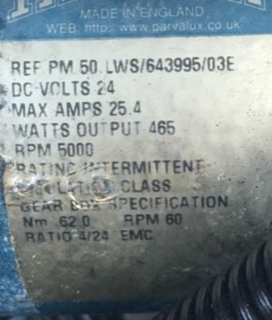 MADE IN ENGLAND
WEB: http: www.parvalux.co.uk
REF PM 50 LWS/643995/03E
DC VOLTS 24
MAX AMPS 25.4
WATTS OUTPUT 465
RPM 5000
RATING INTERMITTENT
INSULATION CLASS
GEAR BOX SPECIFICATION
Nm 62.0 RPM 60
RATIO 4/24 EMC